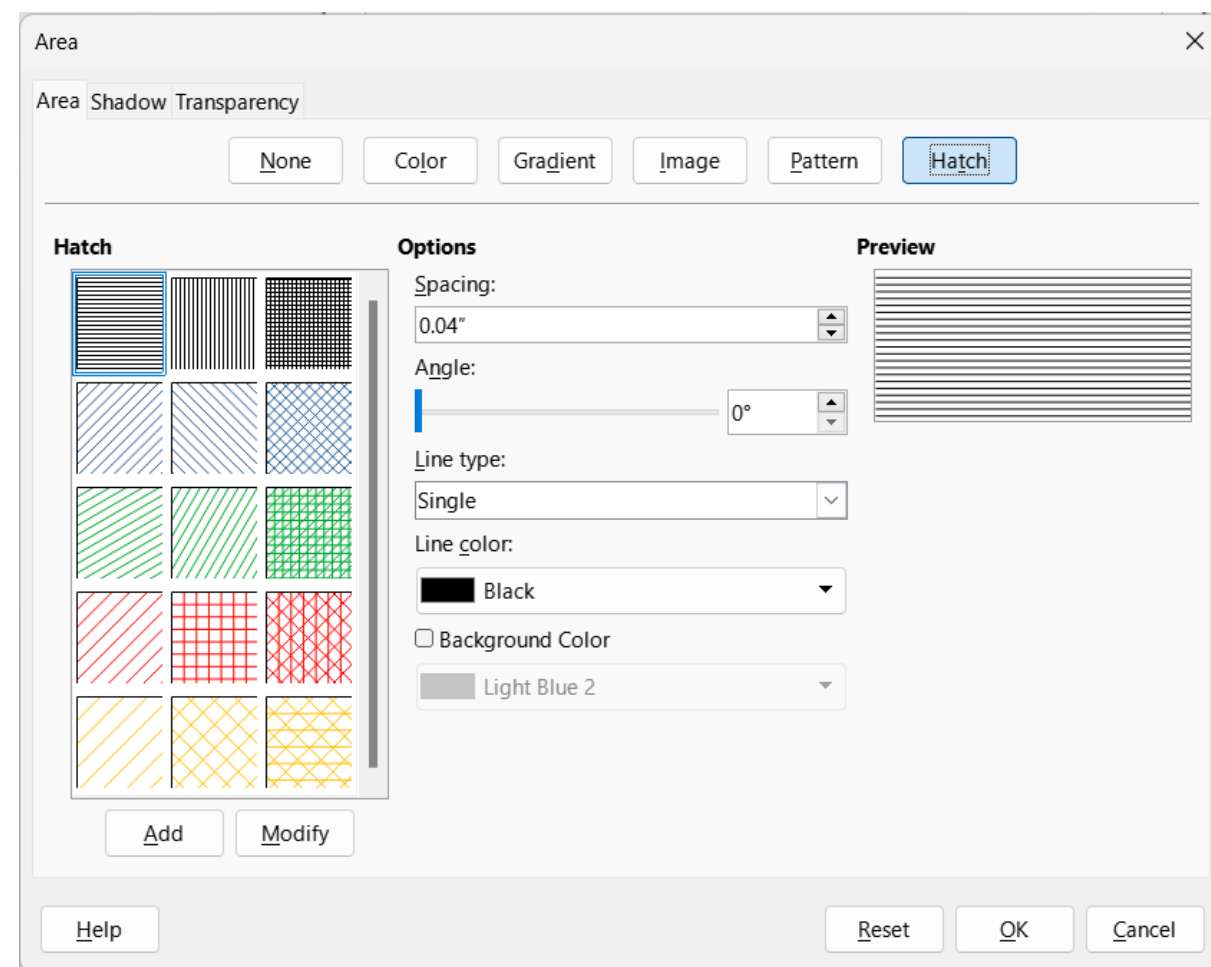 Area
Area Shadow Transparency
None Color Gradient Image Pattern Hatch
Hatch
Options
Preview
Spacing:
0.04"
Angle:
0°
Line type:
Single
Line color:
Black
Background Color
Light Blue 2
Add Modify
Help Reset OK Cancel